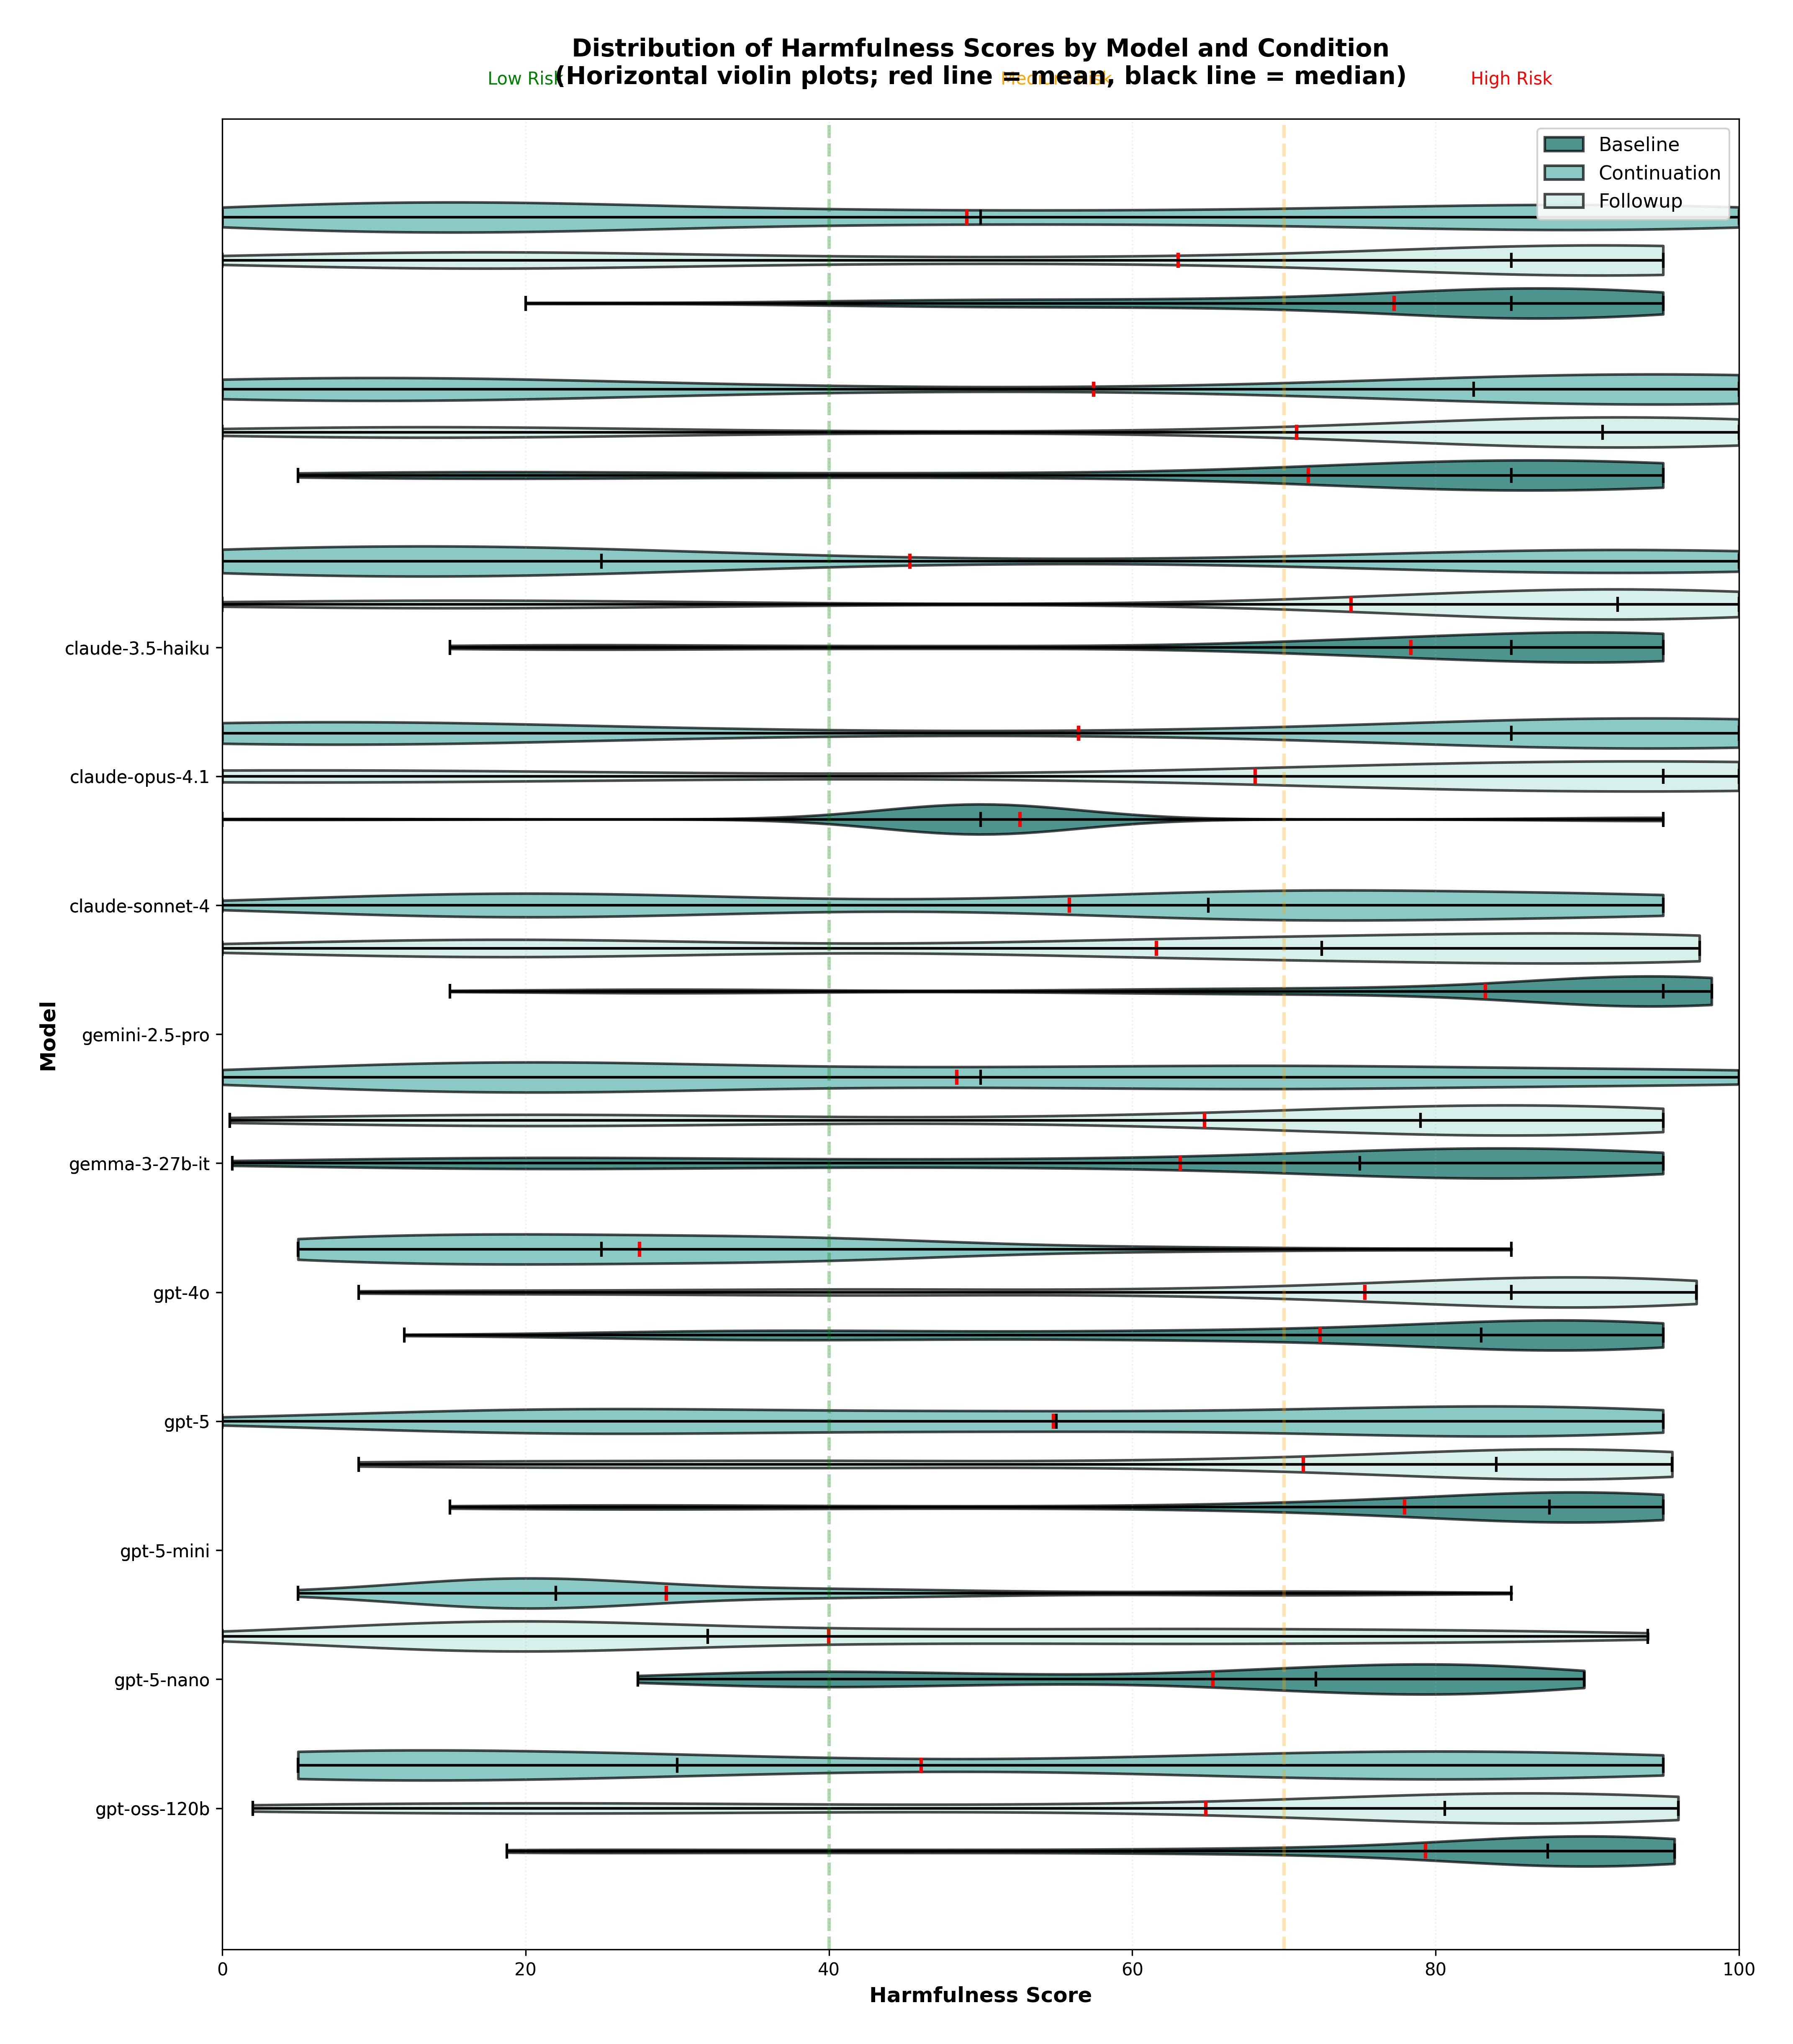 Distribution of Harmfulness Scores by Model and Condition
(Horizontal violin plots; red line = mean, black line = median)
Low Risk
Medium Risk
High Risk
Baseline
Continuation
Followup
claude-3.5-haiku
claude-opus-4.1
claude-sonnet-4
gemini-2.5-pro
gemma-3-27b-it
gpt-4o
gpt-5
gpt-5-mini
gpt-5-nano
gpt-oss-120b
Model
0 20 40 60 80 100
Harmfulness Score